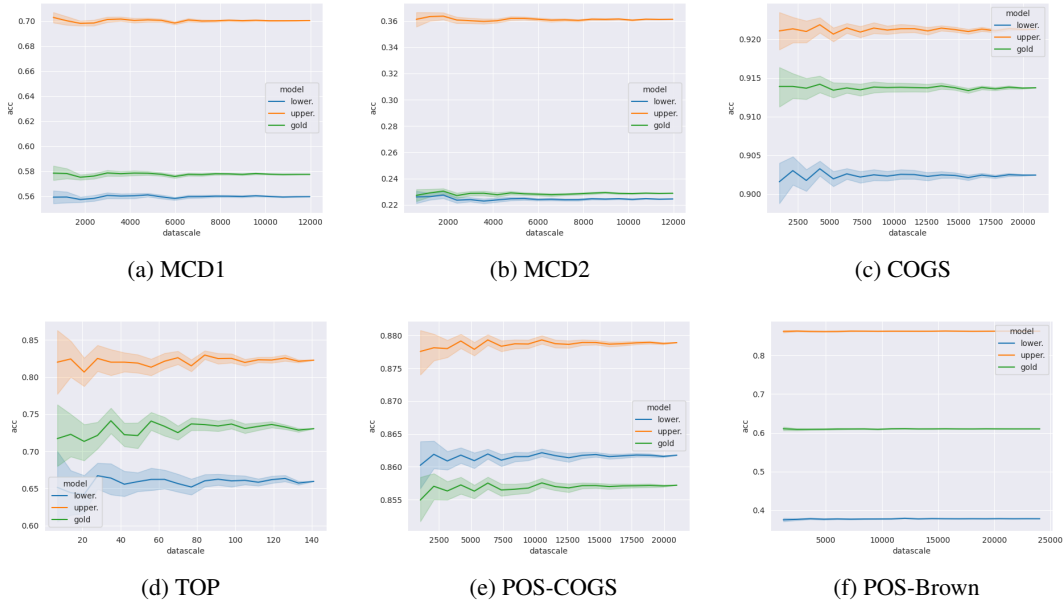 0.70
0.68
0.66
0.64
0.62
0.60
0.58
0.56
acc
model
lower.
upper.
gold
2000 4000 6000 8000 10000 12000
datascale
(a) MCD1
0.36
0.34
0.32
0.30
0.28
0.26
0.24
0.22
acc
model
lower.
upper.
gold
2000 4000 6000 8000 10000 12000
datascale
(b) MCD2
0.920
0.915
0.910
0.905
0.900
acc
model
lower.
upper.
gold
2500 5000 7500 10000 12500 15000 17500 20000
datascale
(c) COGS
0.85
0.80
0.75
0.70
0.65
0.60
acc
model
lower.
upper.
gold
20 40 60 80 100 120 140
datascale
(d) TOP
0.880
0.875
0.870
0.865
0.860
0.855
acc
model
lower.
upper.
gold
2500 5000 7500 10000 12500 15000 17500 20000
datascale
(e) POS-COGS
0.8
0.7
0.6
0.5
0.4
acc
model
lower.
upper.
gold
5000 10000 15000 20000 25000
datascale
(f) POS-Brown